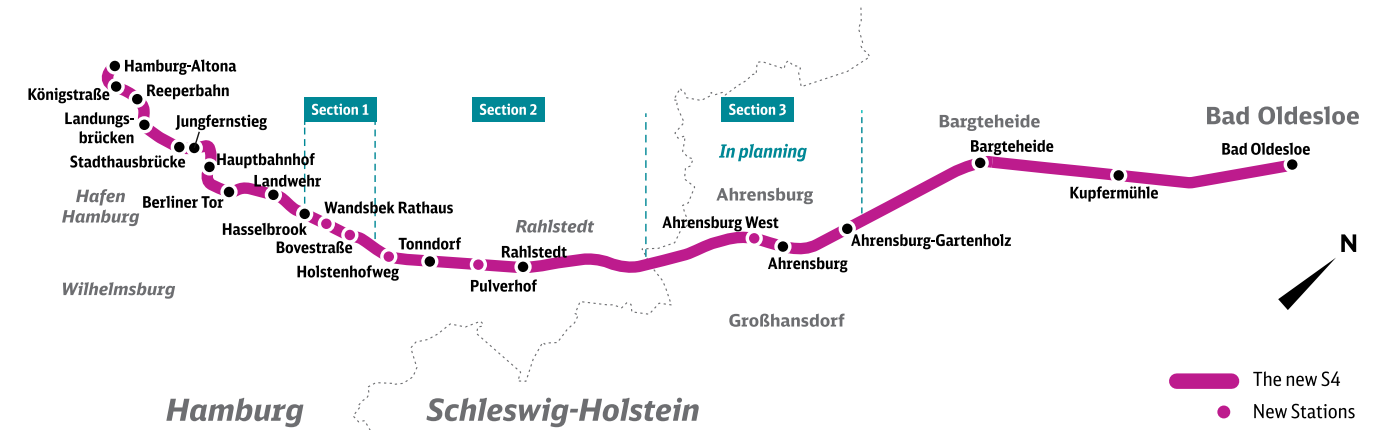 Hamburg-Altona
Königstraße
Reeperbahn
Landungs-
brücken
Jungfernstieg
Stadthausbrücke
Hauptbahnhof
Landwehr
Berliner Tor
Hafen
Hamburg
Wilhelmsburg
Section 1
Hasselbrook
Wandsbek Rathaus
Bovestraße
Holstenhofweg
Section 2
Tonndorf
Pulverhof
Rahlstedt
Rahlstedt
Section 3
In planning
Ahrensburg
Ahrensburg West
Ahrensburg
Ahrensburg-Gartenholz
Großhansdorf
Bargteheide
Bargteheide
Kupfermühle
Bad Oldesloe
Bad Oldesloe
N
Hamburg
Schleswig-Holstein
The new S4
New Stations